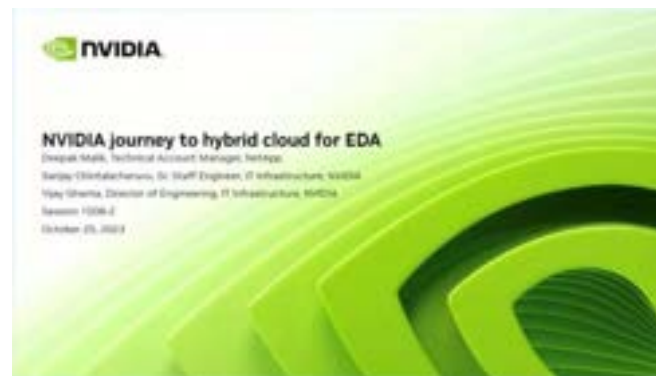 NVIDIA
NVIDIA journey to hybrid cloud for EDA
Deepak Malik, Technical Account Manager, NetApp
Sanjay Sr. Staff Engineer, IT Infrastructure, NVIDIA
Vijay Director of Engineering, IT Infrastructure, NVIDIA
Session
October 25, 2023